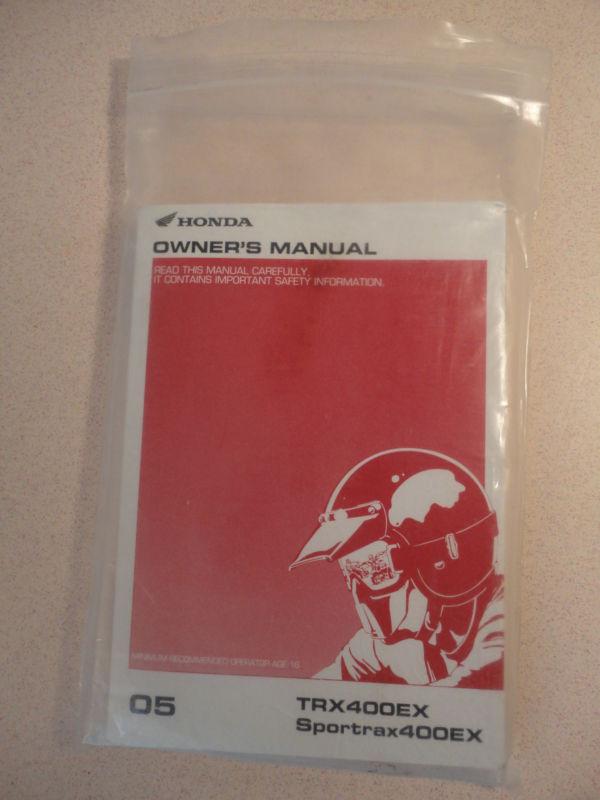 HONDA
OWNER'S MANUAL
READ THIS MANUAL CAREFULLY.
IT CONTAINS IMPORTANT SAFETY INFORMATION.
MINIMUM RECOMMENDED OPERATOR AGE: 16
05
TRX400EX
Sportrax400EX